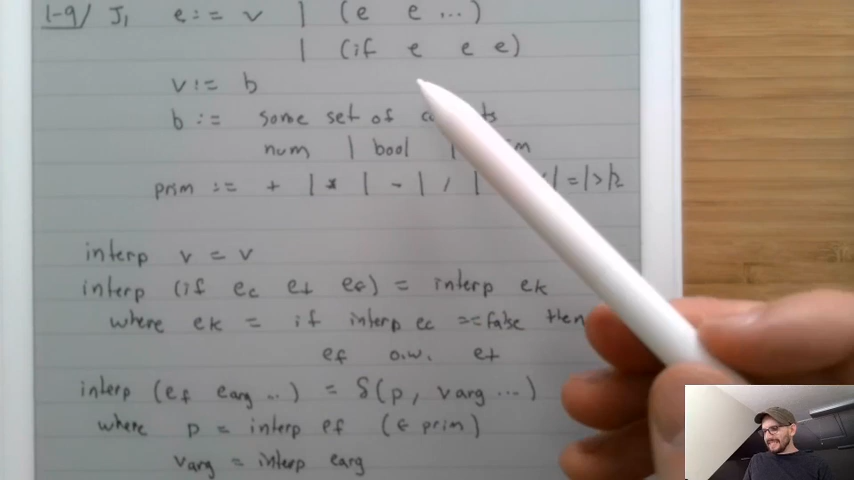 1-9/ J₁ e := v | (e e ...)
| (if e e e)
v := b
b := some set of
num | bool |
prim := + | * | - | / | | = | > |
interp v = v
interp (if ec et ef) = interp ek
where ek = if interp ec == false then
ef o.w. et
interp (ef earg ..) = δ(p, varg ...)
where p = interp ef (∈ prim)
varg = interp earg